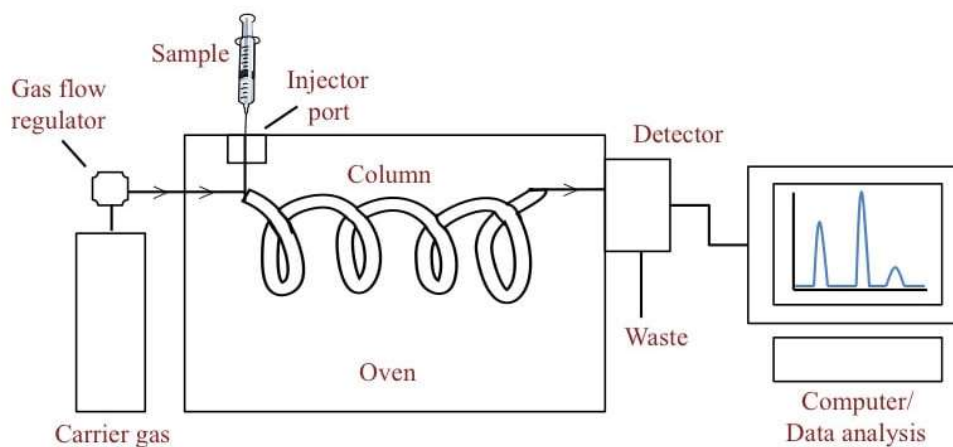 Sample
Gas flow
regulator
Injector
port
Detector
Column
Waste
Oven
Carrier gas
Computer/
Data analysis